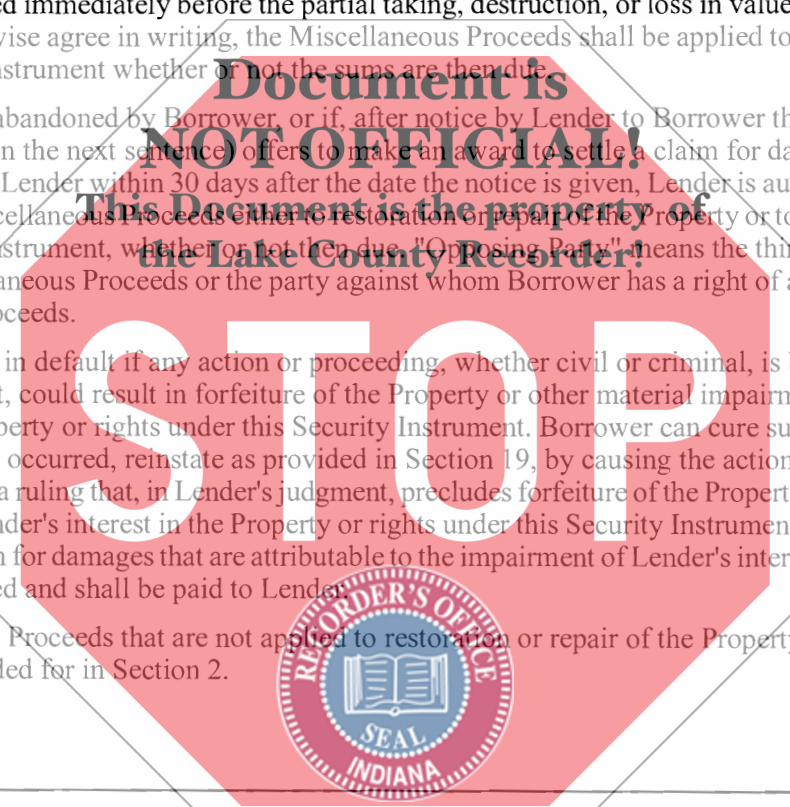 ed immediately before the partial taking, destruction, or loss in value
wise agree in writing, the Miscellaneous Proceeds shall be applied to
nstrument whether or not the sums are then due.
Document is
abandoned by Borrower, or if, after notice by Lender to Borrower th
NOT OFFICIAL!
n the next sentence) offers to make an award to settle a claim for da
Lender within 30 days after the date the notice is given, Lender is au
This Document is the property of
cellaneous Proceeds either to restoration or repair of the Property or to
nstrument, whether or not then due. "Opposing Party" means the thi
the Lake County Recorder!
aneous Proceeds or the party against whom Borrower has a right of a
oceeds.
STOP
in default if any action or proceeding, whether civil or criminal, is
t, could result in forfeiture of the Property or other material impairm
perty or rights under this Security Instrument. Borrower can cure su
occurred, reinstate as provided in Section 19, by causing the action
a ruling that, in Lender's judgment, precludes forfeiture of the Propert
nder's interest in the Property or rights under this Security Instrumen
n for damages that are attributable to the impairment of Lender's inter
ed and shall be paid to Lender.
Proceeds that are not applied to restoration or repair of the Property
ded for in Section 2.
RECORDER'S OFFICE
SEAL
INDIANA